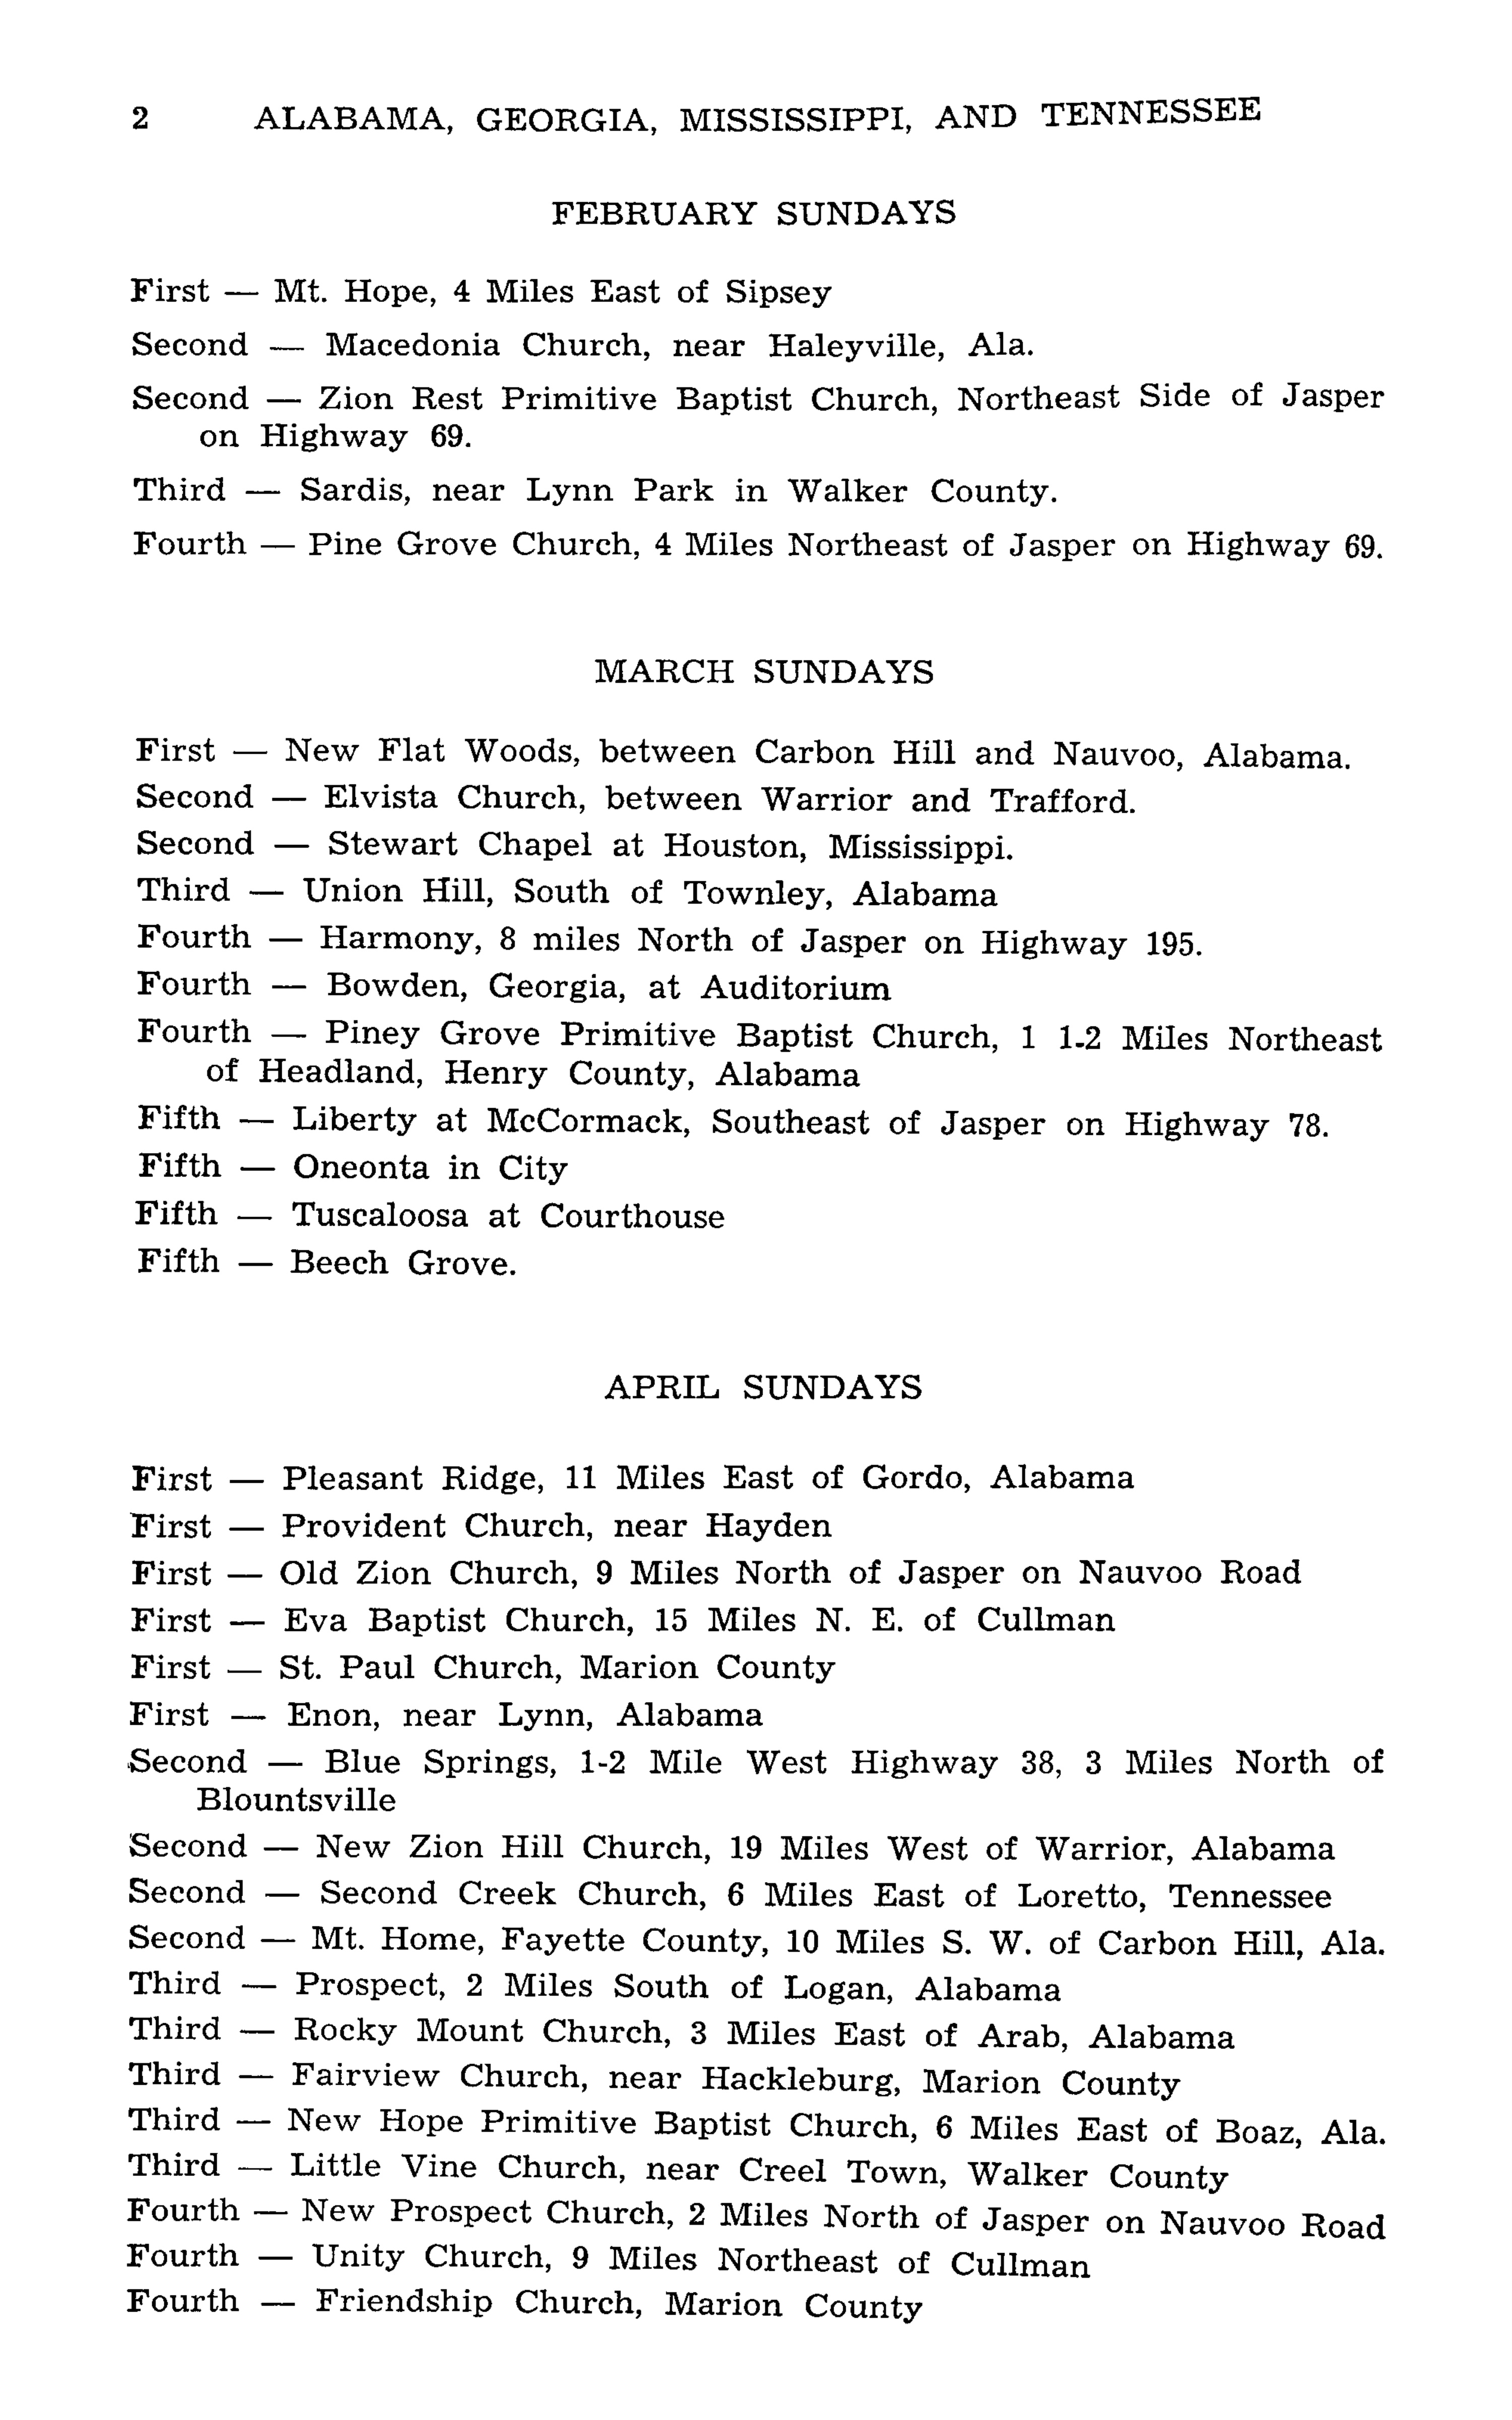 2 ALABAMA, GEORGIA, MISSISSIPPI, AND TENNESSEE
FEBRUARY SUNDAYS
First — Mt. Hope, 4 Miles East of Sipsey
Second — Macedonia Church, near Haleyville, Ala.
Second — Zion Rest Primitive Baptist Church, Northeast Side of Jasper
on Highway 69.
Third — Sardis, near Lynn Park in Walker County.
Fourth — Pine Grove Church, 4 Miles Northeast of Jasper on Highway 69.
MARCH SUNDAYS
First — New Flat Woods, between Carbon Hill and Nauvoo, Alabama.
Second — Elvista Church, between Warrior and Trafford.
Second — Stewart Chapel at Houston, Mississippi.
Third — Union Hill, South of Townley, Alabama
Fourth — Harmony, 8 miles North of Jasper on Highway 195.
Fourth — Bowden, Georgia, at Auditorium
Fourth — Piney Grove Primitive Baptist Church, 1 1-2 Miles Northeast
of Headland, Henry County, Alabama
Fifth — Liberty at McCormack, Southeast of Jasper on Highway 78.
Fifth — Oneonta in City
Fifth — Tuscaloosa at Courthouse
Fifth — Beech Grove.
APRIL SUNDAYS
First — Pleasant Ridge, 11 Miles East of Gordo, Alabama
First — Provident Church, near Hayden
First — Old Zion Church, 9 Miles North of Jasper on Nauvoo Road
First — Eva Baptist Church, 15 Miles N. E. of Cullman
First — St. Paul Church, Marion County
First — Enon, near Lynn, Alabama
Second — Blue Springs, 1-2 Mile West Highway 38, 3 Miles North of
Blountsville
Second — New Zion Hill Church, 19 Miles West of Warrior, Alabama
Second — Second Creek Church, 6 Miles East of Loretto, Tennessee
Second — Mt. Home, Fayette County, 10 Miles S. W. of Carbon Hill, Ala.
Third — Prospect, 2 Miles South of Logan, Alabama
Third — Rocky Mount Church, 3 Miles East of Arab, Alabama
Third — Fairview Church, near Hackleburg, Marion County
Third — New Hope Primitive Baptist Church, 6 Miles East of Boaz, Ala.
Third — Little Vine Church, near Creel Town, Walker County
Fourth — New Prospect Church, 2 Miles North of Jasper on Nauvoo Road
Fourth — Unity Church, 9 Miles Northeast of Cullman
Fourth — Friendship Church, Marion County